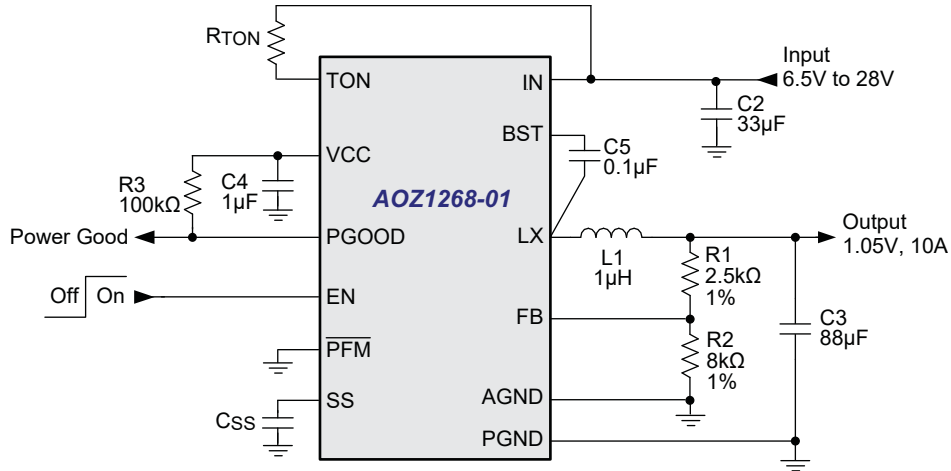 RTON
TON
IN
Input
6.5V to 28V
C2
33µF
BST
C5
0.1µF
VCC
R3
100kΩ
C4
1µF
AOZ1268-01
Power Good
PGOOD
LX
L1
1µH
Output
1.05V, 10A
R1
2.5kΩ
1%
Off On
EN
FB
R2
8kΩ
1%
C3
88µF
PFM
SS
CSS
AGND
PGND